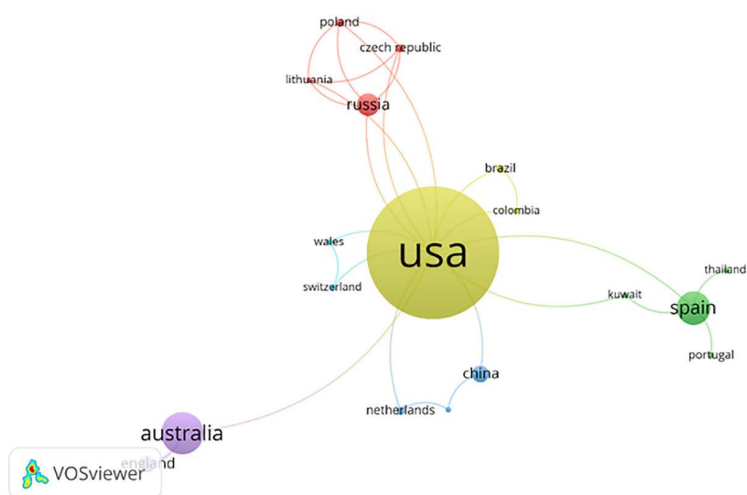 poland
czech republic
lithuania
russia
brazil
colombia
usa
wales
switzerland
thailand
kuwait
spain
portugal
china
netherlands
australia
england
VOSviewer